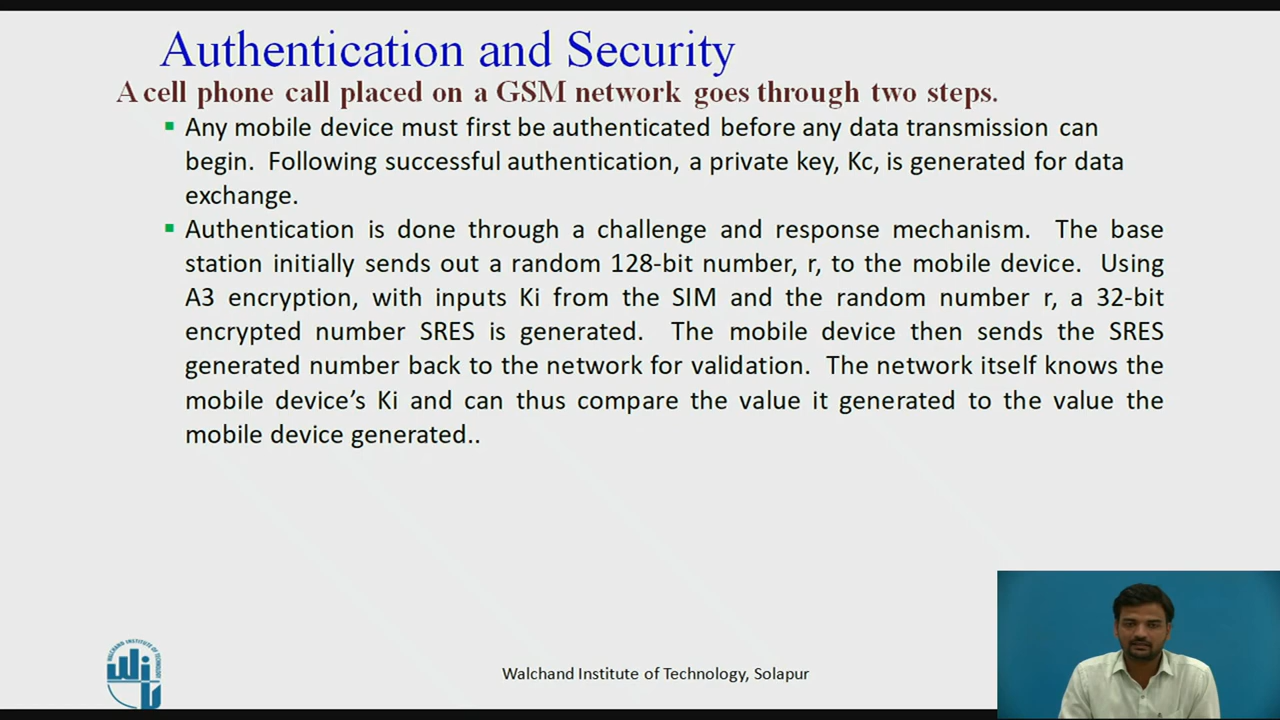 Authentication and Security
A cell phone call placed on a GSM network goes through two steps.
Any mobile device must first be authenticated before any data transmission can
begin. Following successful authentication, a private key, Kc, is generated for data
exchange.
Authentication is done through a challenge and response mechanism. The base
station initially sends out a random 128-bit number, r, to the mobile device. Using
A3 encryption, with inputs Ki from the SIM and the random number r, a 32-bit
encrypted number SRES is generated. The mobile device then sends the SRES
generated number back to the network for validation. The network itself knows the
mobile device’s Ki and can thus compare the value it generated to the value the
mobile device generated..
WALCHAND INSTITUTE OF TECHNOLOGY
Walchand Institute of Technology, Solapur